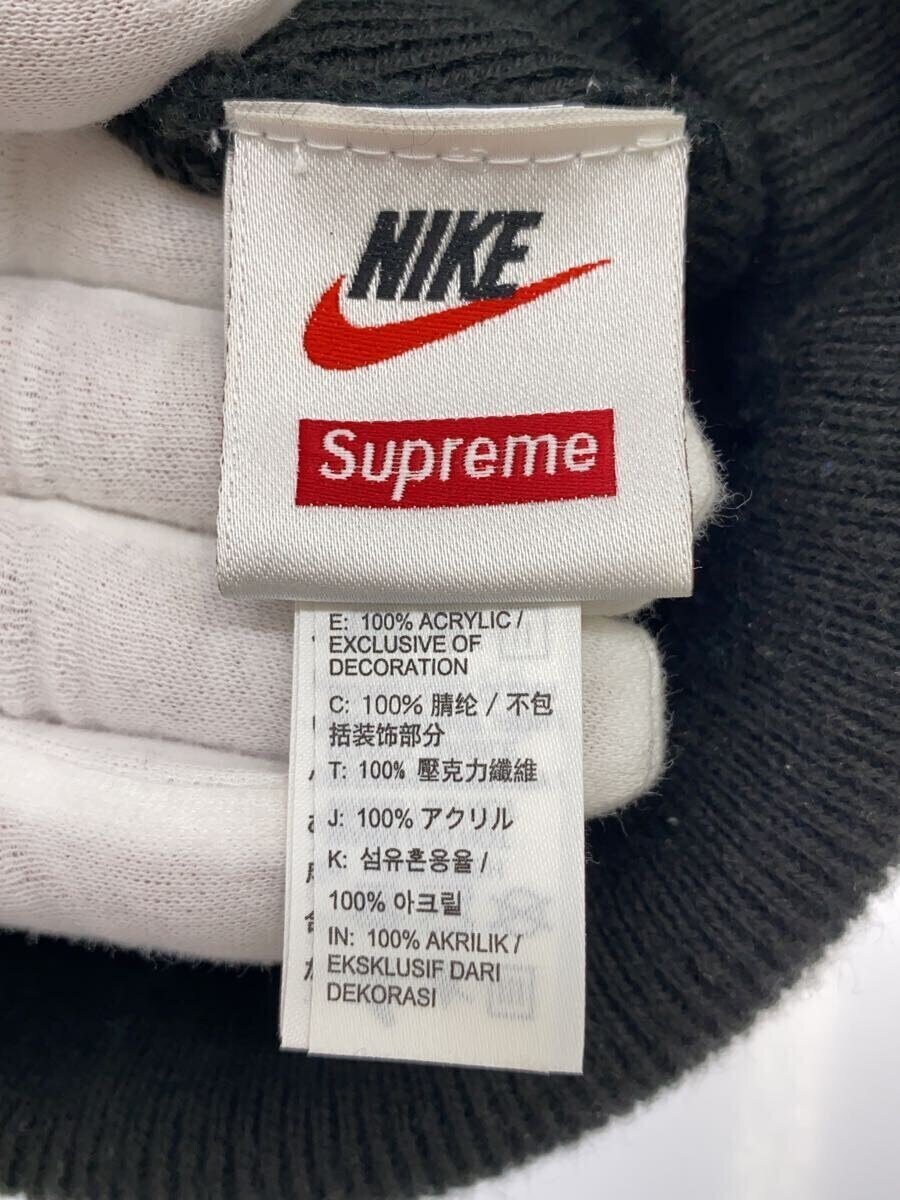 NIKE
Supreme
E: 100% ACRYLIC /
EXCLUSIVE OF
DECORATION
C: 100% 腈纶 / 不包
括装饰部分
T: 100% 壓克力纖維
J: 100% アクリル
K: 섬유혼용율 /
100% 아크릴
IN: 100% AKRILIK /
EKSKLUSIF DARI
DEKORASI